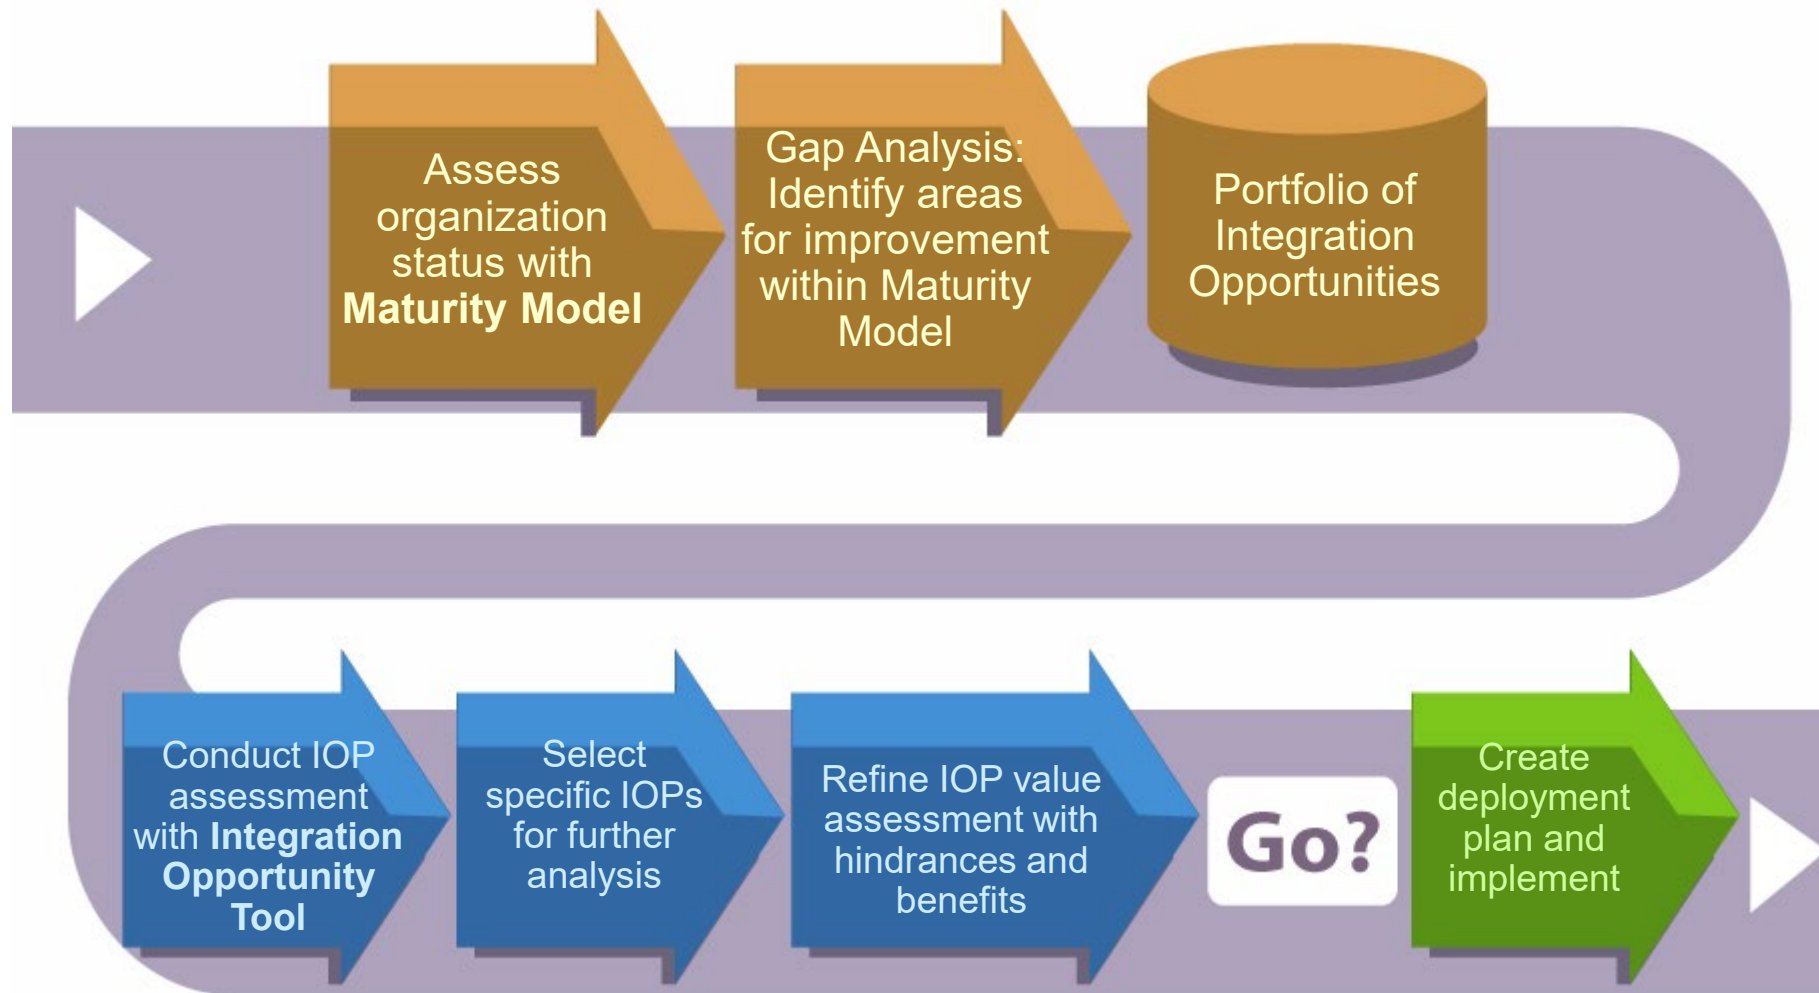 Assess
organization
status with
Maturity Model
Gap Analysis:
Identify areas
for improvement
within Maturity
Model
Portfolio of
Integration
Opportunities
Conduct IOP
assessment
with Integration
Opportunity
Tool
Select
specific IOPs
for further
analysis
Refine IOP value
assessment with
hindrances and
benefits
Go?
Create
deployment
plan and
implement